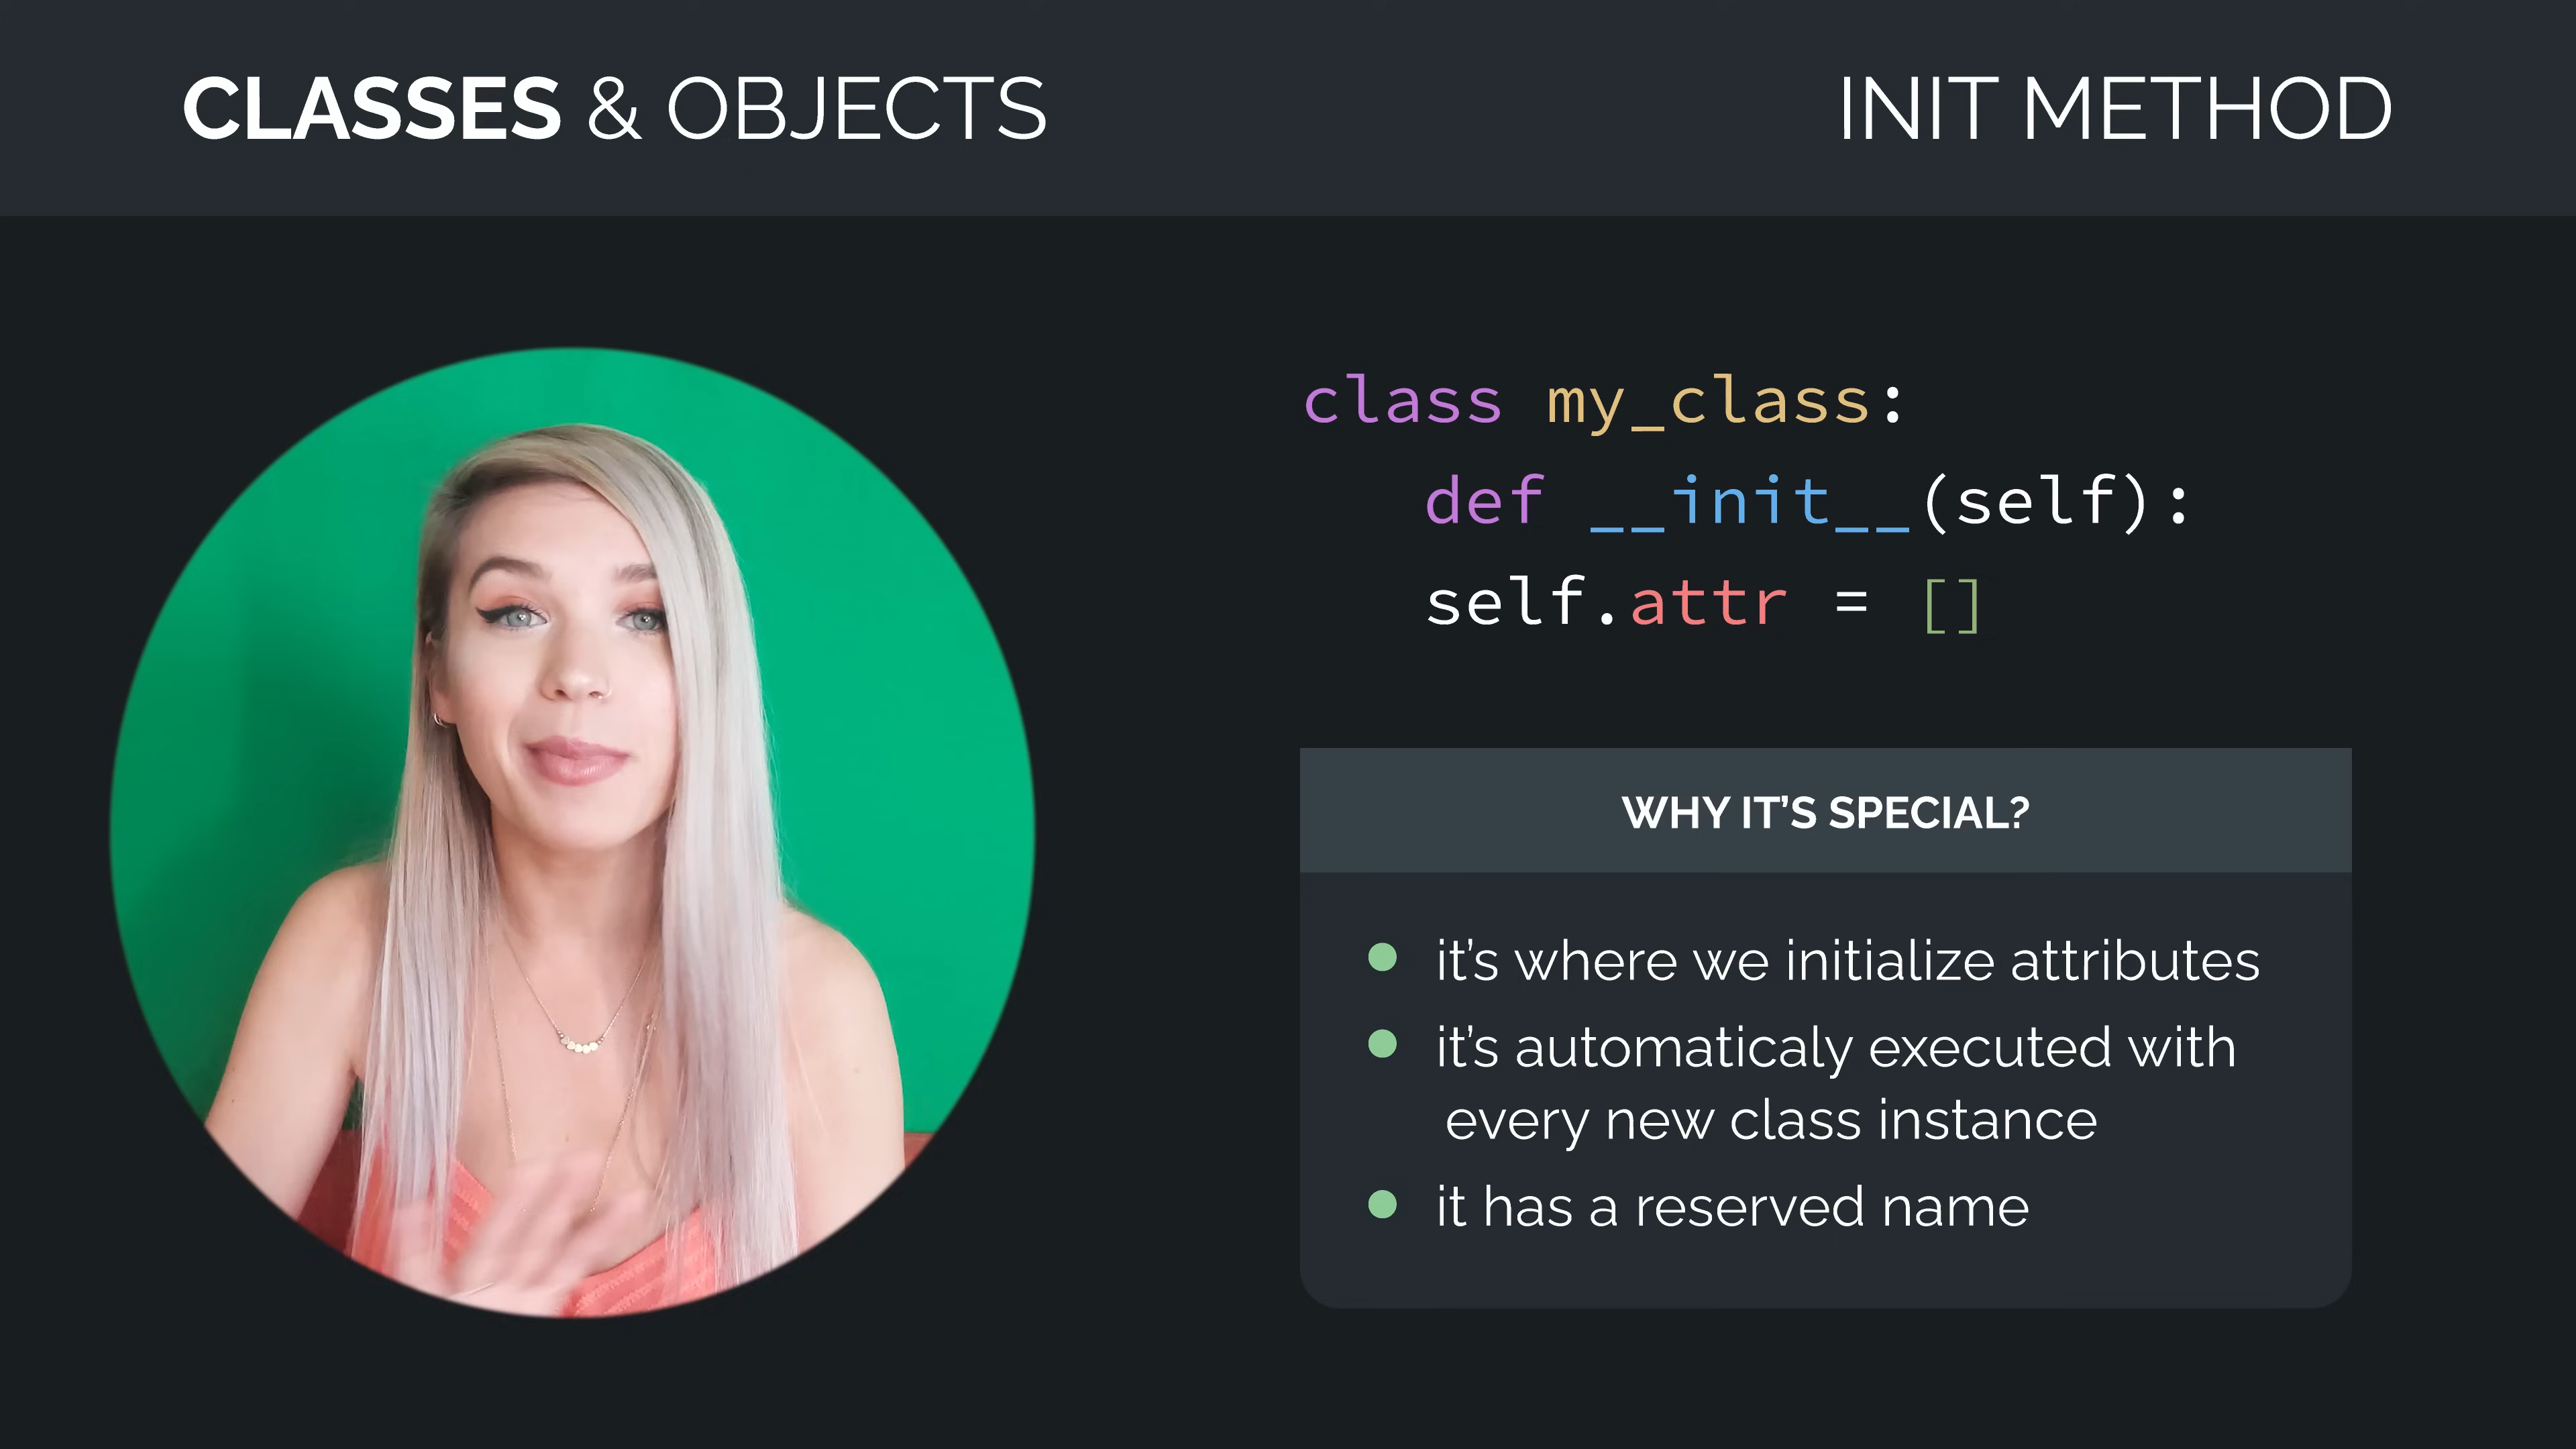 CLASSES & OBJECTS
INIT METHOD
class my_class:
def __init__(self):
self.attr = []
WHY IT’S SPECIAL?
it’s where we initialize attributes
it’s automaticaly executed with
every new class instance
it has a reserved name